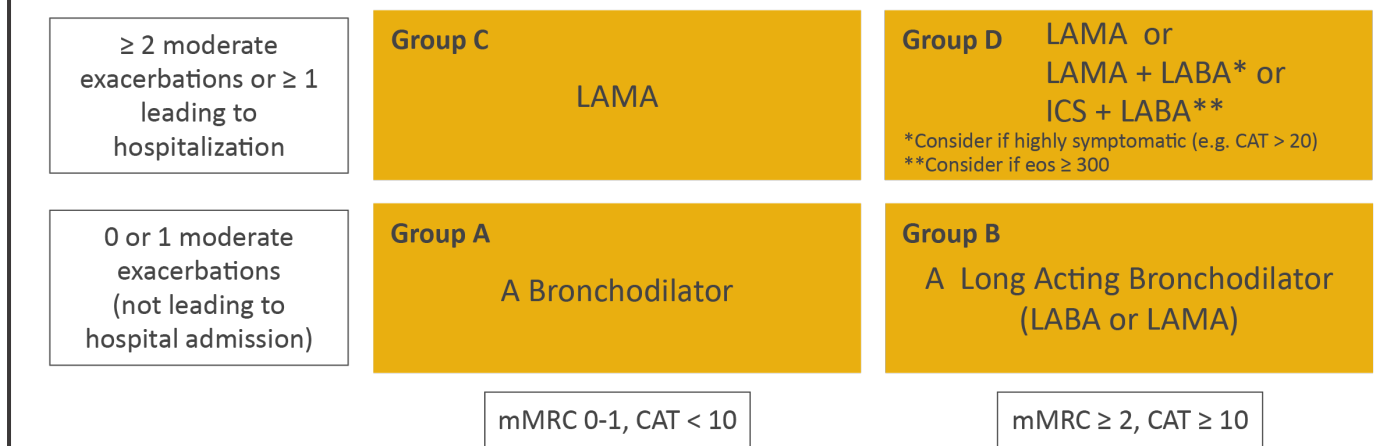 ≥ 2 moderate
exacerbations or ≥ 1
leading to
hospitalization
Group C
LAMA
Group D
LAMA or
LAMA + LABA* or
ICS + LABA**
*Consider if highly symptomatic (e.g. CAT > 20)
**Consider if eos ≥ 300
0 or 1 moderate
exacerbations
(not leading to
hospital admission)
Group A
A Bronchodilator
Group B
A Long Acting Bronchodilator
(LABA or LAMA)
mMRC 0-1, CAT < 10
mMRC ≥ 2, CAT ≥ 10